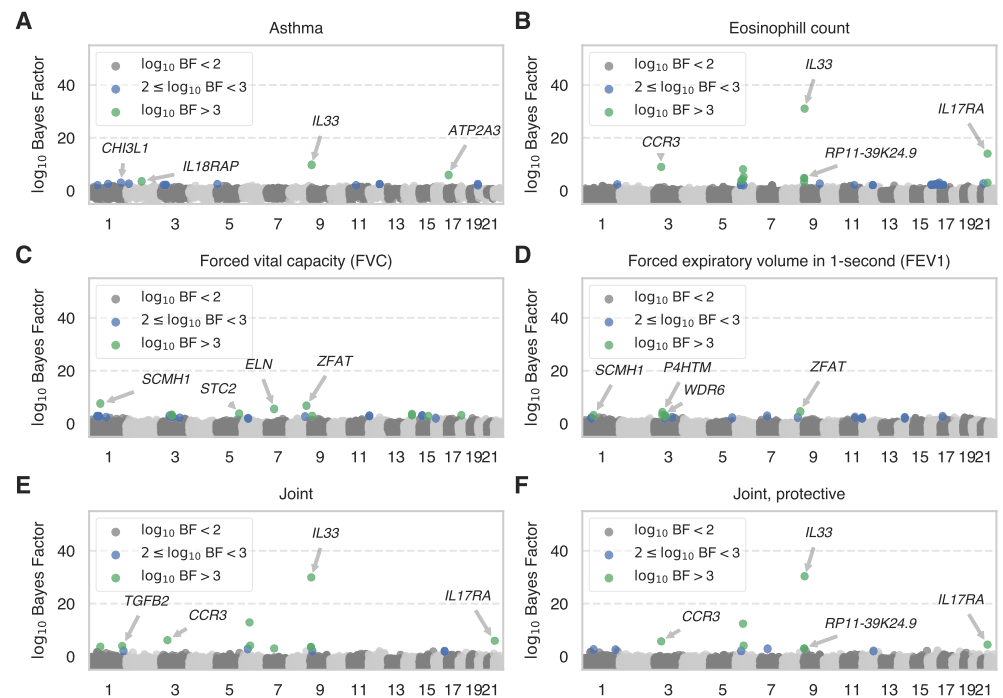 A
Asthma
log₁₀ Bayes Factor
40
20
0
log₁₀ BF < 2
2 ≤ log₁₀ BF < 3
log₁₀ BF > 3
CHI3L1
IL18RAP
IL33
ATP2A3
1 3 5 7 9 11 13 15 17 19 21
B
Eosinophill count
log₁₀ Bayes Factor
40
20
0
log₁₀ BF < 2
2 ≤ log₁₀ BF < 3
log₁₀ BF > 3
IL33
IL17RA
CCR3
RP11-39K24.9
1 3 5 7 9 11 13 15 17 19 21
C
Forced vital capacity (FVC)
log₁₀ Bayes Factor
40
20
0
log₁₀ BF < 2
2 ≤ log₁₀ BF < 3
log₁₀ BF > 3
SCMH1
STC2
ELN
ZFAT
1 3 5 7 9 11 13 15 17 19 21
D
Forced expiratory volume in 1-second (FEV1)
log₁₀ Bayes Factor
40
20
0
log₁₀ BF < 2
2 ≤ log₁₀ BF < 3
log₁₀ BF > 3
SCMH1
P4HTM
WDR6
ZFAT
1 3 5 7 9 11 13 15 17 19 21
E
Joint
log₁₀ Bayes Factor
40
20
0
log₁₀ BF < 2
2 ≤ log₁₀ BF < 3
log₁₀ BF > 3
TGFB2
CCR3
IL33
IL17RA
1 3 5 7 9 11 13 15 17 19 21
F
Joint, protective
log₁₀ Bayes Factor
40
20
0
log₁₀ BF < 2
2 ≤ log₁₀ BF < 3
log₁₀ BF > 3
IL33
IL17RA
CCR3
RP11-39K24.9
1 3 5 7 9 11 13 15 17 19 21